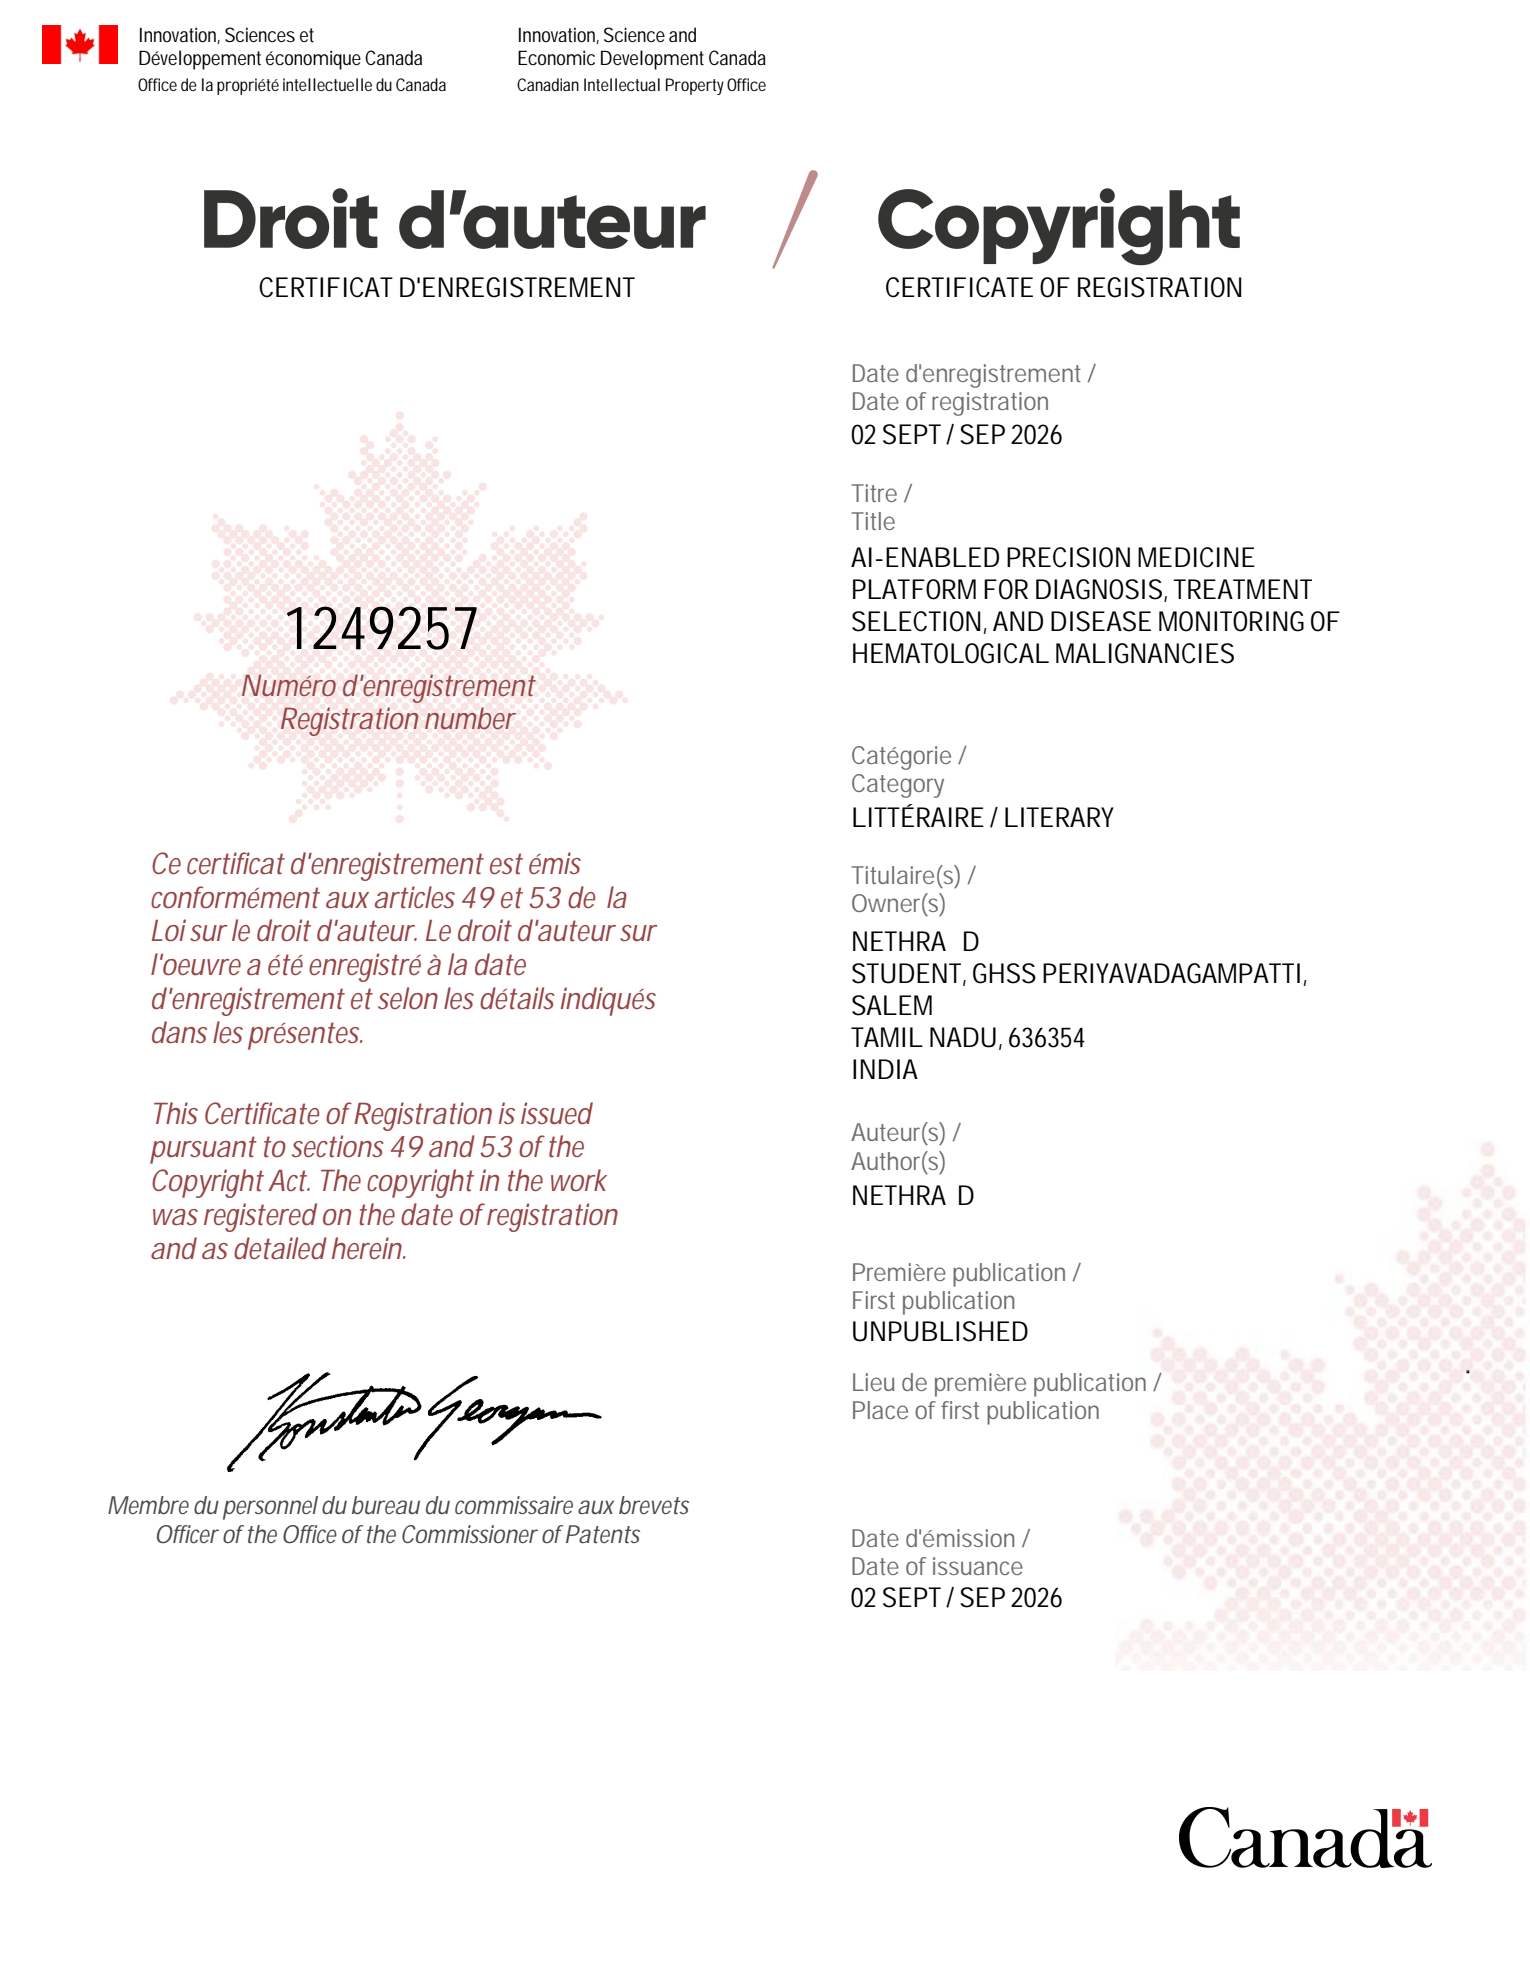 Innovation, Sciences et
Développement économique Canada
Office de la propriété intellectuelle du Canada
Innovation, Science and
Economic Development Canada
Canadian Intellectual Property Office
Droit d'auteur / Copyright
CERTIFICAT D'ENREGISTREMENT
CERTIFICATE OF REGISTRATION
1249257
Numéro d'enregistrement
Registration number
Ce certificat d'enregistrement est émis
conformément aux articles 49 et 53 de la
Loi sur le droit d'auteur. Le droit d'auteur sur
l'oeuvre a été enregistré à la date
d'enregistrement et selon les détails indiqués
dans les présentes.
This Certificate of Registration is issued
pursuant to sections 49 and 53 of the
Copyright Act. The copyright in the work
was registered on the date of registration
and as detailed herein.
Membre du personnel du bureau du commissaire aux brevets
Officer of the Office of the Commissioner of Patents
Date d'enregistrement /
Date of registration
02 SEPT / SEP 2026
Titre /
Title
AI-ENABLED PRECISION MEDICINE
PLATFORM FOR DIAGNOSIS, TREATMENT
SELECTION, AND DISEASE MONITORING OF
HEMATOLOGICAL MALIGNANCIES
Catégorie /
Category
LITTÉRAIRE / LITERARY
Titulaire(s) /
Owner(s)
NETHRA D
STUDENT, GHSS PERIYAVADAGAMPATTI,
SALEM
TAMIL NADU, 636354
INDIA
Auteur(s) /
Author(s)
NETHRA D
Première publication /
First publication
UNPUBLISHED
Lieu de première publication /
Place of first publication
Date d'émission /
Date of issuance
02 SEPT / SEP 2026
Canada